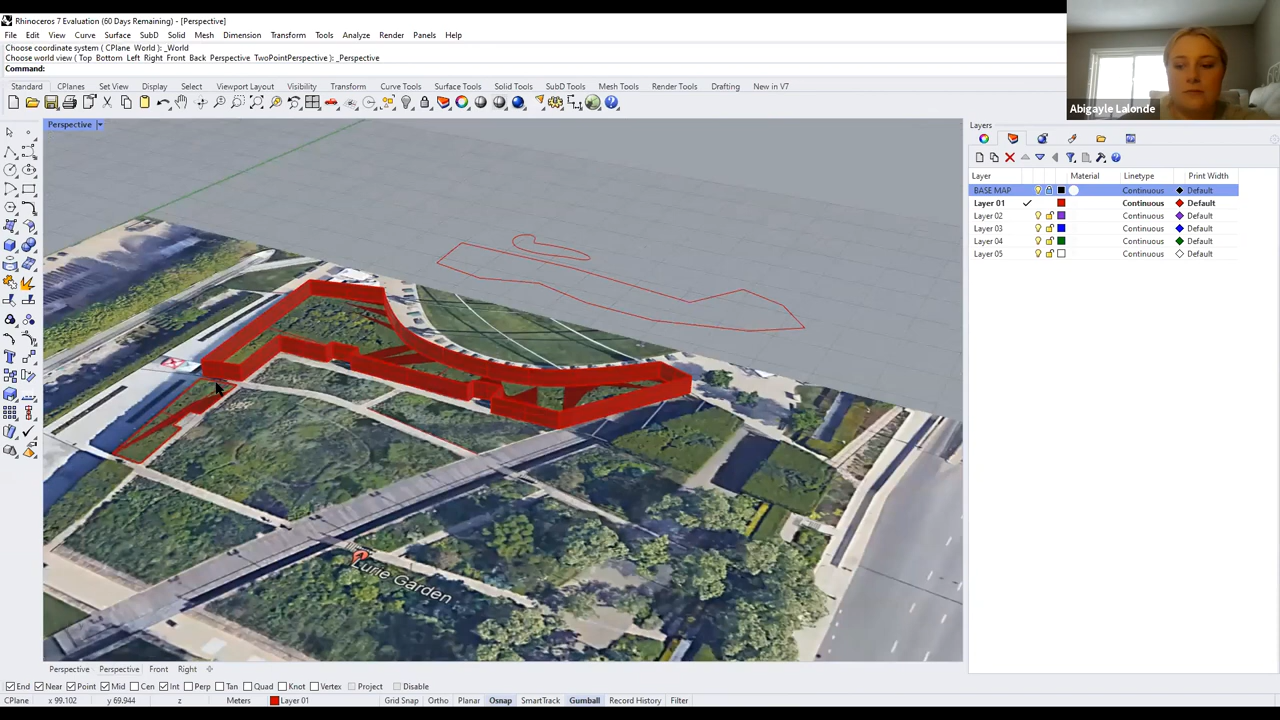 Rhinoceros 7 Evaluation (60 Days Remaining) - [Perspective]
File Edit View Curve Surface SubD Solid Mesh Dimension Transform Tools Analyze Render Panels Help
Choose coordinate system ( CPlane World ): _World
Choose world view ( Top Bottom Left Right Front Back Perspective TwoPointPerspective ): _Perspective
Command:
Standard CPlanes Set View Display Select Viewport Layout Visibility Transform Curve Tools Surface Tools Solid Tools SubD Tools Mesh Tools Render Tools Drafting New in V7
Abigayle Lalonde
Perspective
Layers
Layer Material Linetype Print Width
BASE MAP Continuous Default
Layer 01 Continuous Default
Layer 02 Continuous Default
Layer 03 Continuous Default
Layer 04 Continuous Default
Layer 05 Continuous Default
Lurie Garden
Perspective Perspective Front Right
End Near Point Mid Cen Int Perp Tan Quad Knot Vertex Project Disable
CPlane x 99.102 y 69.944 z Meters Layer 01 Grid Snap Ortho Planar Osnap SmartTrack Gumball Record History Filter